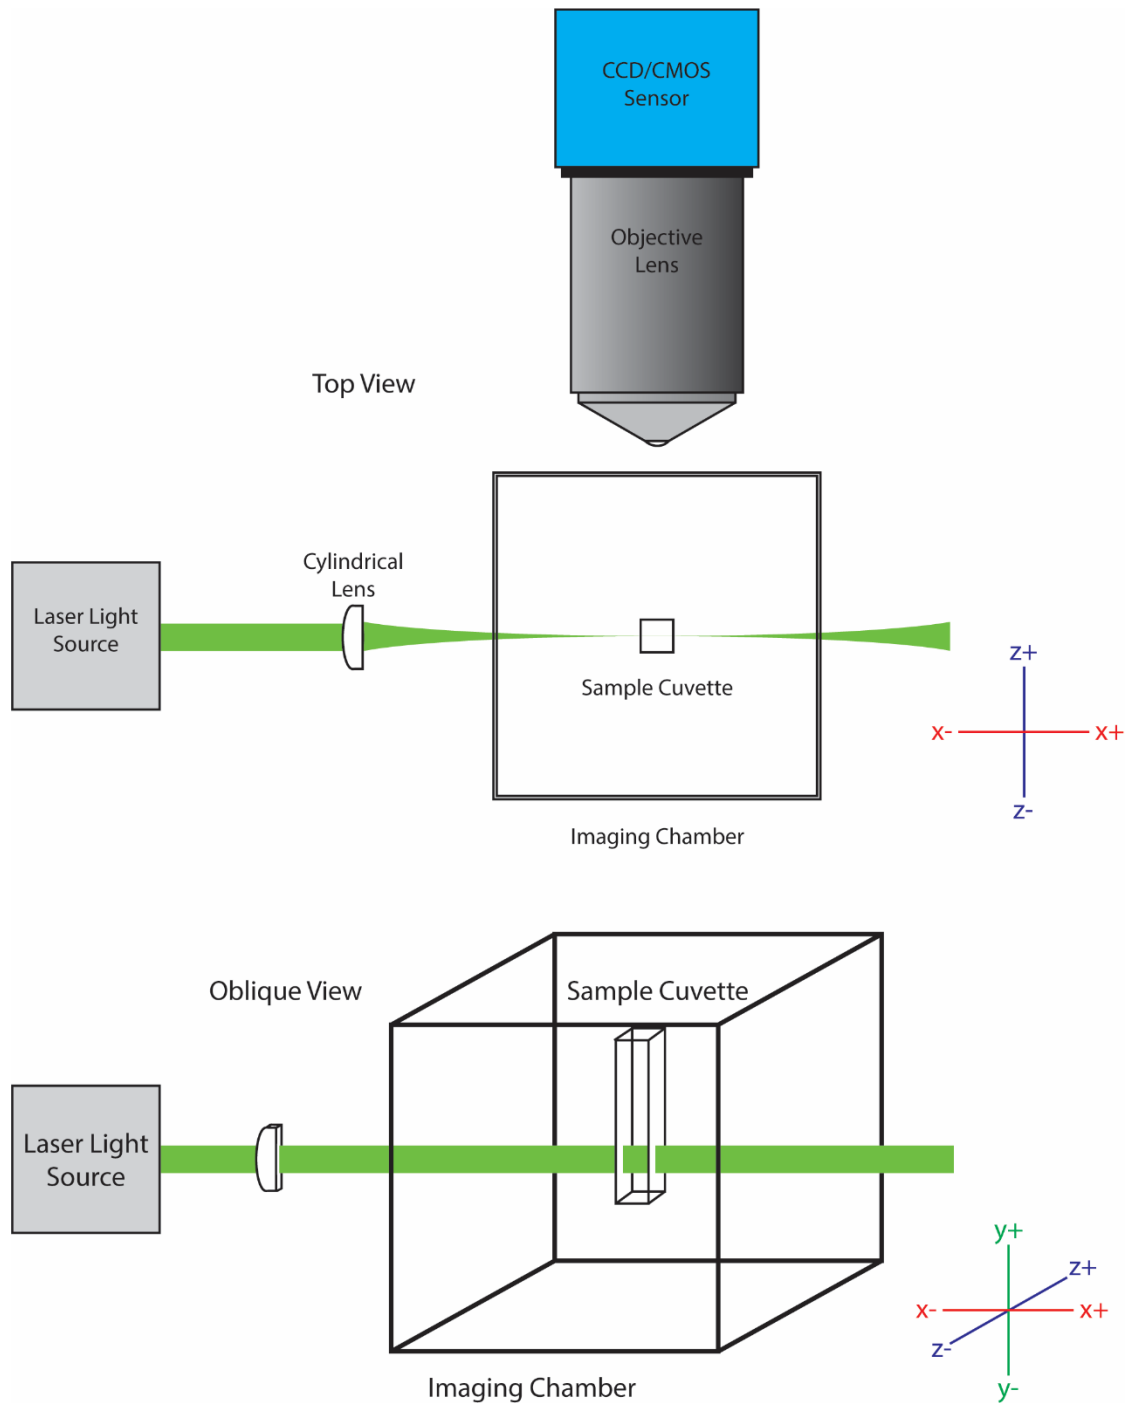 CCD/CMOS
Sensor
Objective
Lens
Top View
Cylindrical
Lens
Laser Light
Source
Sample Cuvette
z+
x-
x+
z-
Imaging Chamber
Oblique View
Sample Cuvette
Laser Light
Source
y+
z+
x-
x+
z-
y-
Imaging Chamber